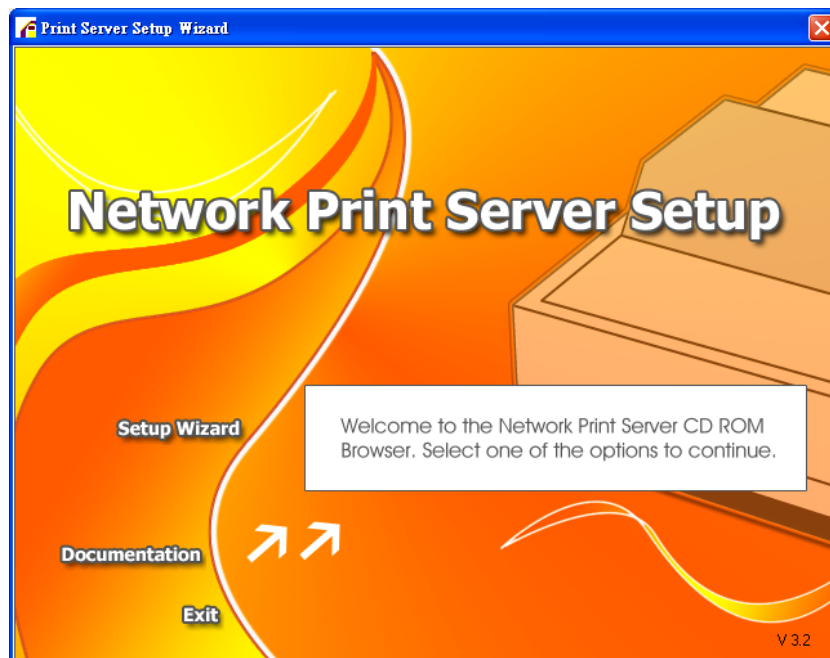 Print Server Setup Wizard
Network Print Server Setup
Setup Wizard
Welcome to the Network Print Server CD ROM
Browser. Select one of the options to continue.
Documentation
Exit
V 3.2